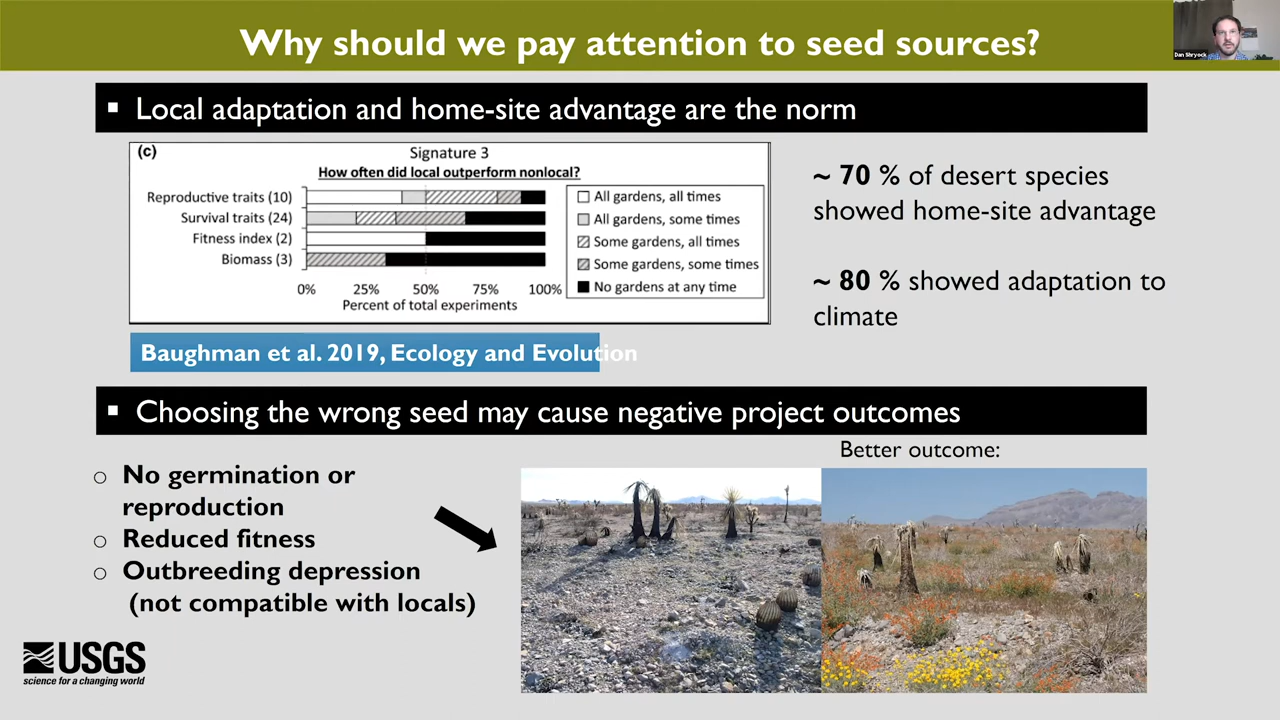 Why should we pay attention to seed sources?
Dan Shryock
▪ Local adaptation and home-site advantage are the norm
(c)
Signature 3
How often did local outperform nonlocal?
Reproductive traits (10)
Survival traits (24)
Fitness index (2)
Biomass (3)
0% 25% 50% 75% 100%
Percent of total experiments
All gardens, all times
All gardens, some times
Some gardens, all times
Some gardens, some times
No gardens at any time
~ 70 % of desert species
showed home-site advantage
~ 80 % showed adaptation to
climate
Baughman et al. 2019, Ecology and Evolution
▪ Choosing the wrong seed may cause negative project outcomes
o No germination or
reproduction
o Reduced fitness
o Outbreeding depression
(not compatible with locals)
Better outcome:
USGS
science for a changing world